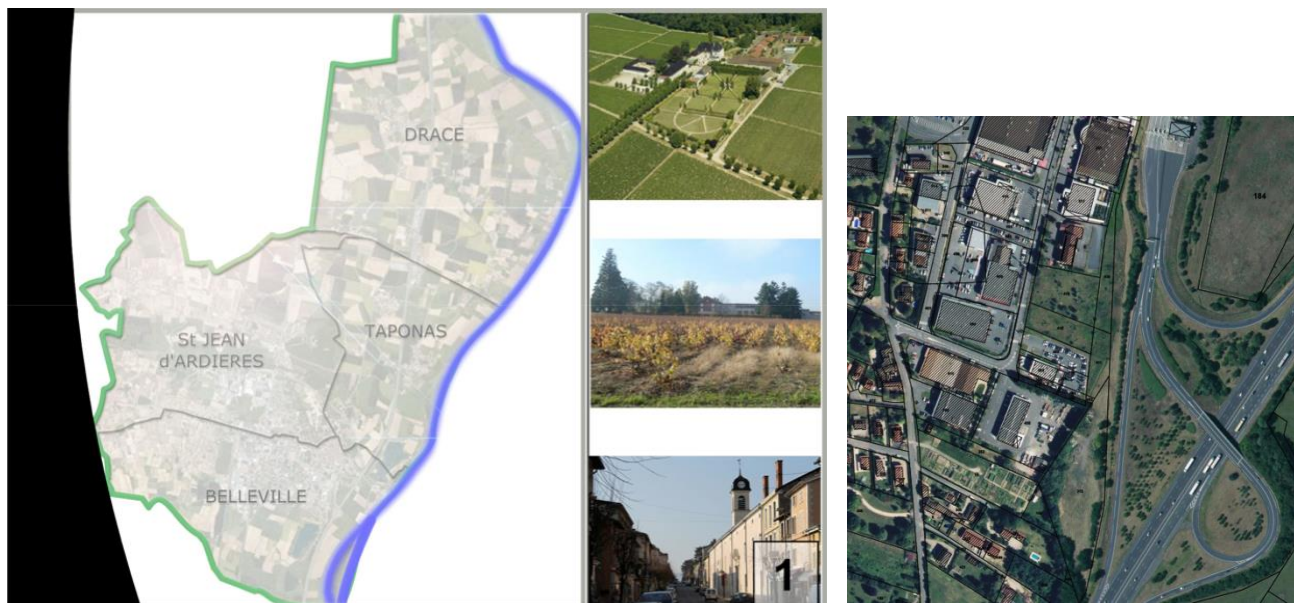 DRACE
TAPONAS
St JEAN
d'ARDIERES
BELLEVILLE
1
184